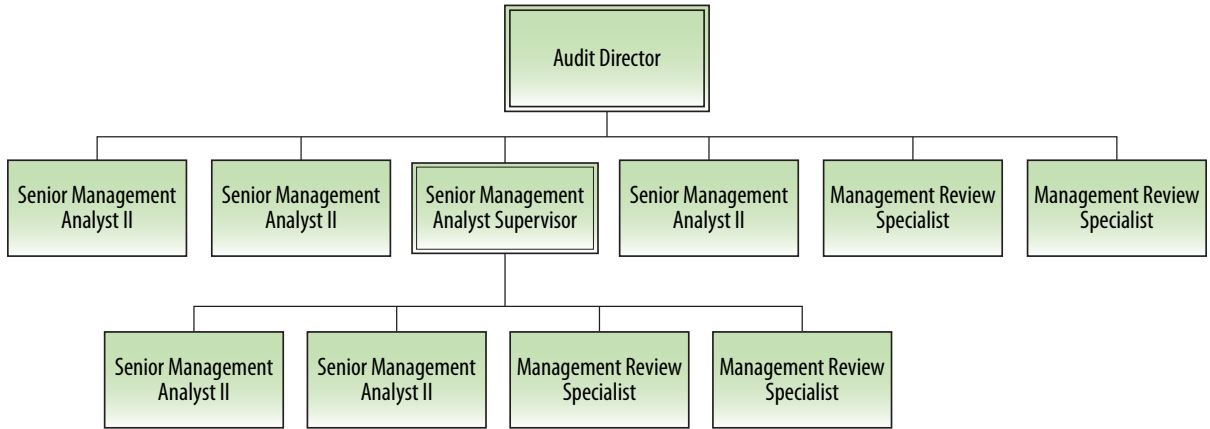 Audit Director
Senior Management
Analyst II
Senior Management
Analyst II
Senior Management
Analyst Supervisor
Senior Management
Analyst II
Management Review
Specialist
Management Review
Specialist
Senior Management
Analyst II
Senior Management
Analyst II
Management Review
Specialist
Management Review
Specialist